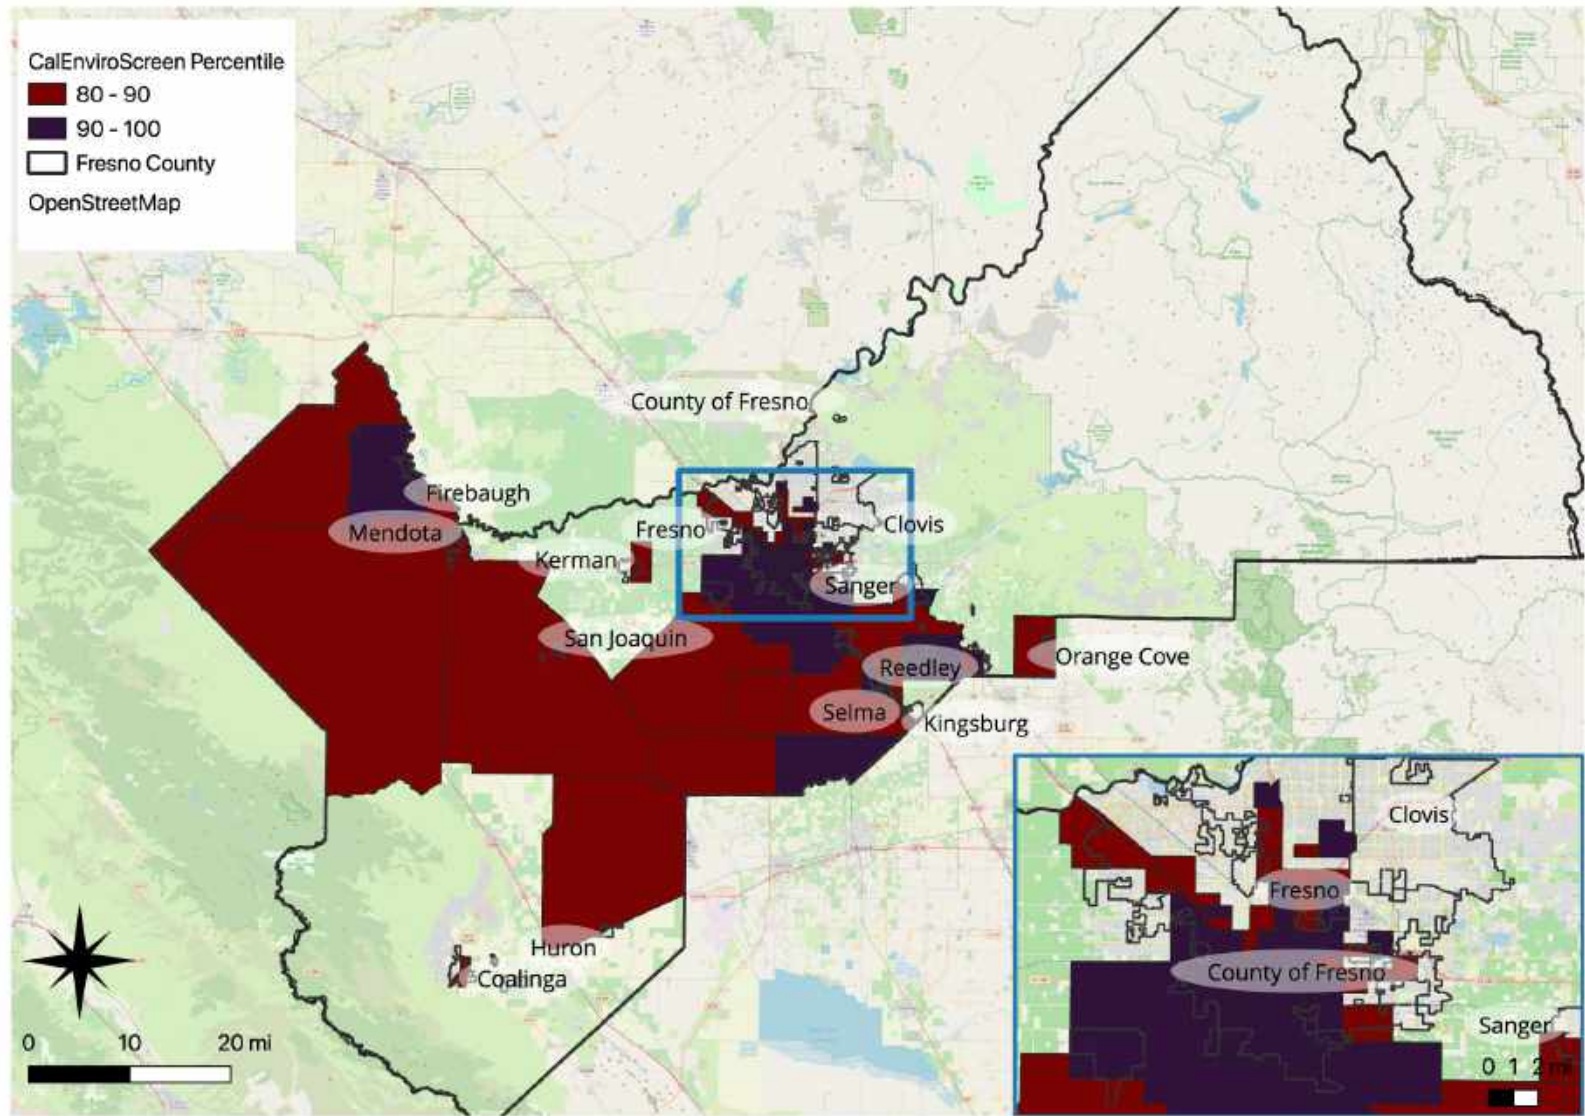 CalEnviroScreen Percentile
80 - 90
90 - 100
Fresno County
OpenStreetMap
County of Fresno
Firebaugh
Mendota
Fresno
Clovis
Kerman
Sanger
San Joaquin
Reedley
Orange Cove
Selma
Kingsburg
Huron
Coalinga
0 10 20 mi
Clovis
Fresno
County of Fresno
Sanger
0 1 2 mi